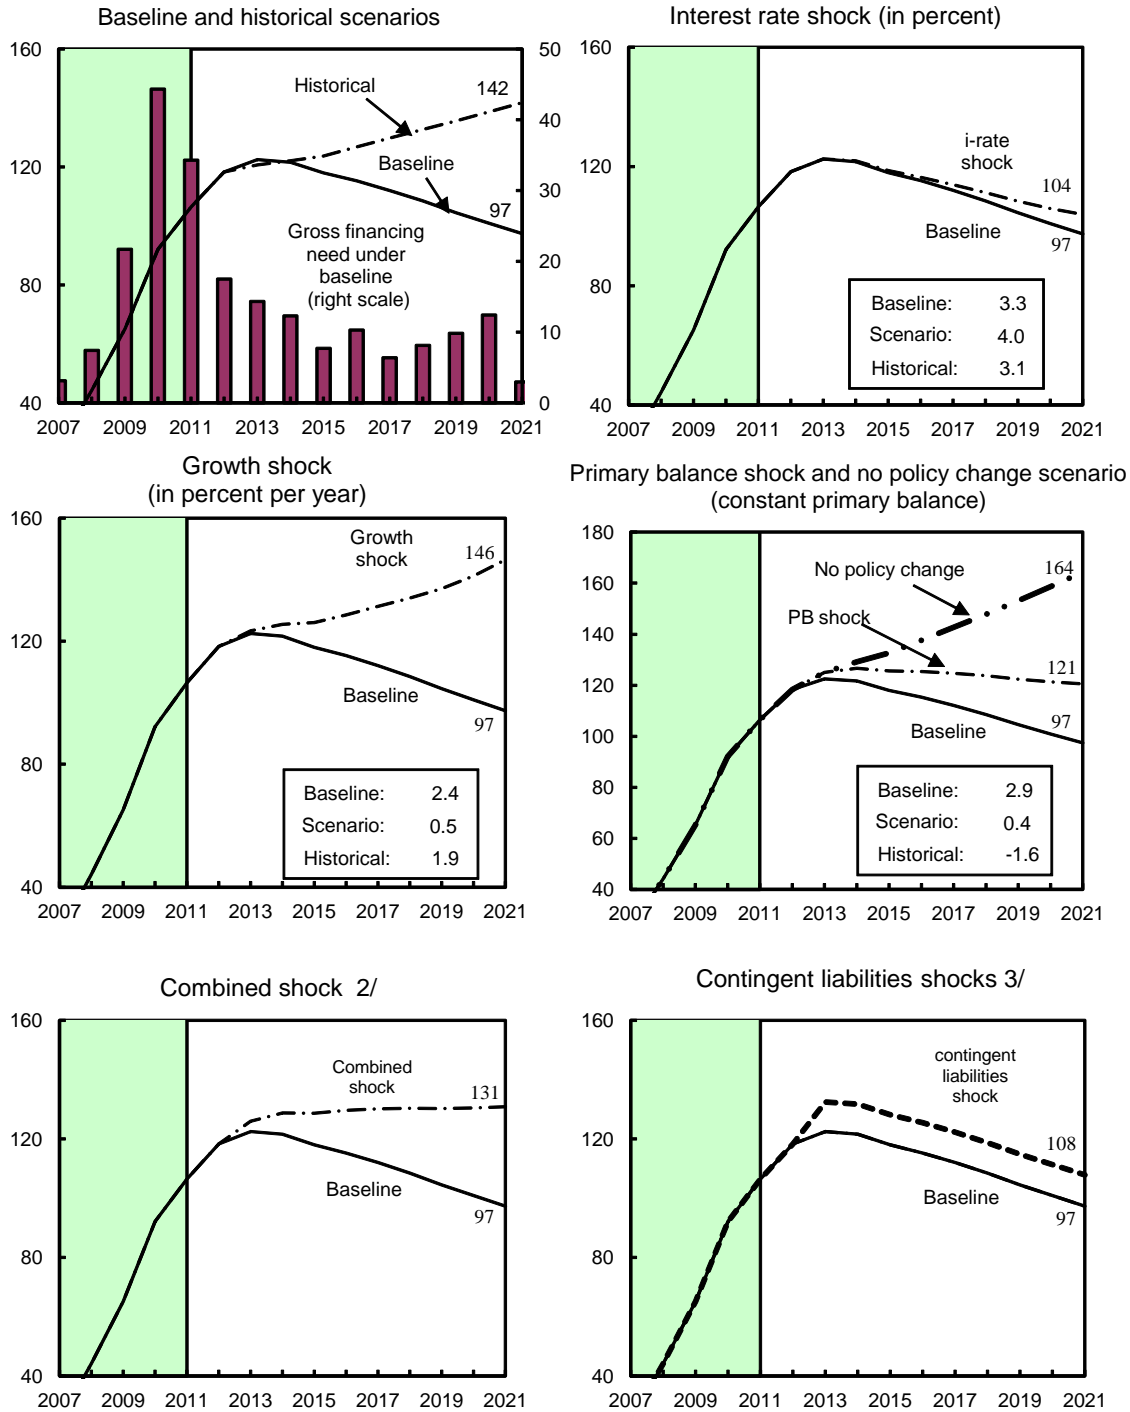 Baseline and historical scenarios
160
120
80
40
50
40
30
20
10
0
Historical
142
Baseline
97
Gross financing
need under
baseline
(right scale)
2007 2009 2011 2013 2015 2017 2019 2021
Interest rate shock (in percent)
160
120
80
40
i-rate
shock
104
Baseline
97
Baseline: 3.3
Scenario: 4.0
Historical: 3.1
2007 2009 2011 2013 2015 2017 2019 2021
Growth shock
(in percent per year)
160
120
80
40
Growth
shock
146
Baseline
97
Baseline: 2.4
Scenario: 0.5
Historical: 1.9
2007 2009 2011 2013 2015 2017 2019 2021
Primary balance shock and no policy change scenario
(constant primary balance)
180
160
140
120
100
80
60
40
No policy change
164
PB shock
121
Baseline
97
Baseline: 2.9
Scenario: 0.4
Historical: -1.6
2007 2009 2011 2013 2015 2017 2019 2021
Combined shock 2/
160
120
80
40
Combined
shock
131
Baseline
97
2007 2009 2011 2013 2015 2017 2019 2021
Contingent liabilities shocks 3/
160
120
80
40
contingent
liabilities
shock
108
Baseline
97
2007 2009 2011 2013 2015 2017 2019 2021